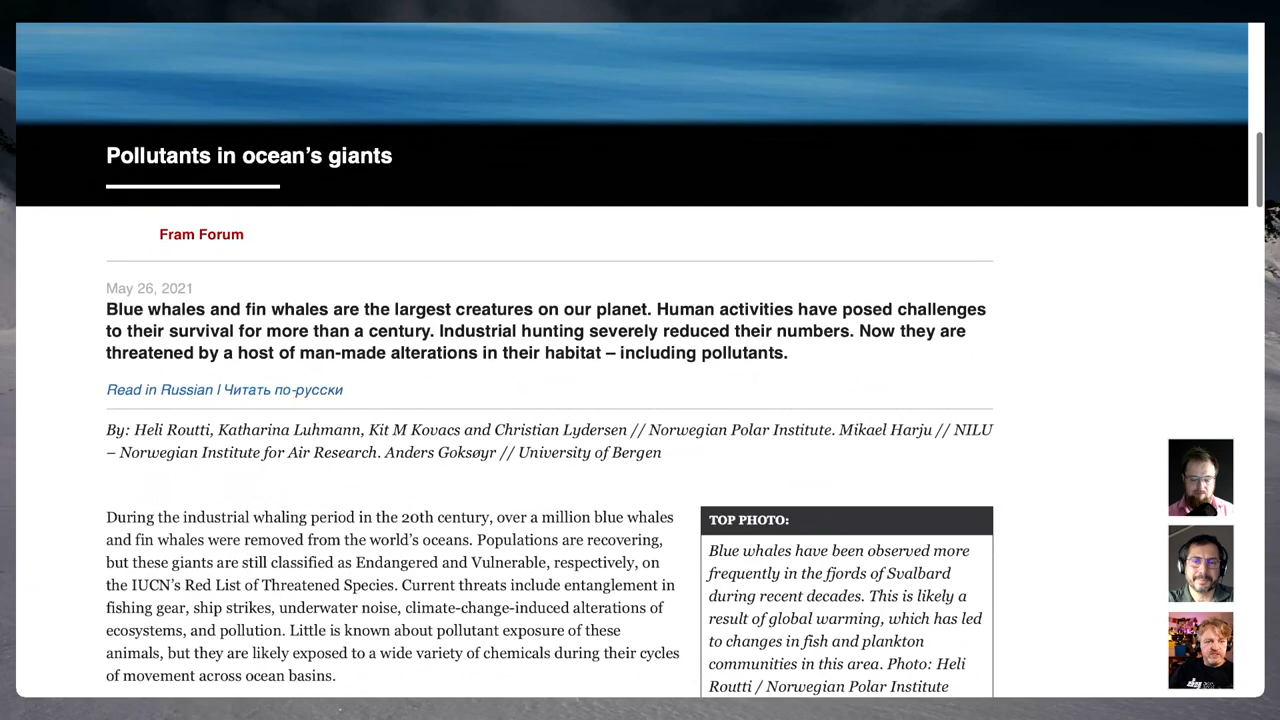 Pollutants in ocean's giants
Fram Forum
May 26, 2021
Blue whales and fin whales are the largest creatures on our planet. Human activities have posed challenges
to their survival for more than a century. Industrial hunting severely reduced their numbers. Now they are
threatened by a host of man-made alterations in their habitat – including pollutants.
Read in Russian | Читать по-русски
By: Heli Routti, Katharina Luhmann, Kit M Kovacs and Christian Lydersen // Norwegian Polar Institute. Mikael Harju // NILU
– Norwegian Institute for Air Research. Anders Goksøyr // University of Bergen
During the industrial whaling period in the 20th century, over a million blue whales
and fin whales were removed from the world's oceans. Populations are recovering,
but these giants are still classified as Endangered and Vulnerable, respectively, on
the IUCN's Red List of Threatened Species. Current threats include entanglement in
fishing gear, ship strikes, underwater noise, climate-change-induced alterations of
ecosystems, and pollution. Little is known about pollutant exposure of these
animals, but they are likely exposed to a wide variety of chemicals during their cycles
of movement across ocean basins.
TOP PHOTO:
Blue whales have been observed more
frequently in the fjords of Svalbard
during recent decades. This is likely a
result of global warming, which has led
to changes in fish and plankton
communities in this area. Photo: Heli
Routti / Norwegian Polar Institute